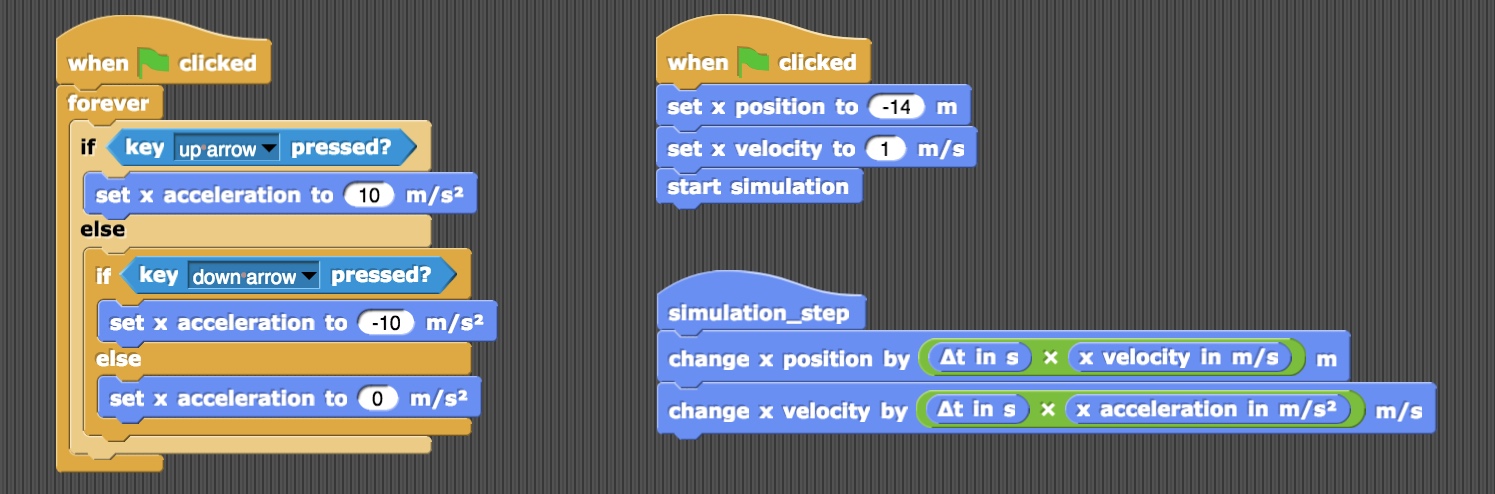 when clicked
forever
if key up arrow pressed?
set x acceleration to 10 m/s²
else
if key down arrow pressed?
set x acceleration to -10 m/s²
else
set x acceleration to 0 m/s²
when clicked
set x position to -14 m
set x velocity to 1 m/s
start simulation
simulation_step
change x position by Δt in s × x velocity in m/s m
change x velocity by Δt in s × x acceleration in m/s² m/s